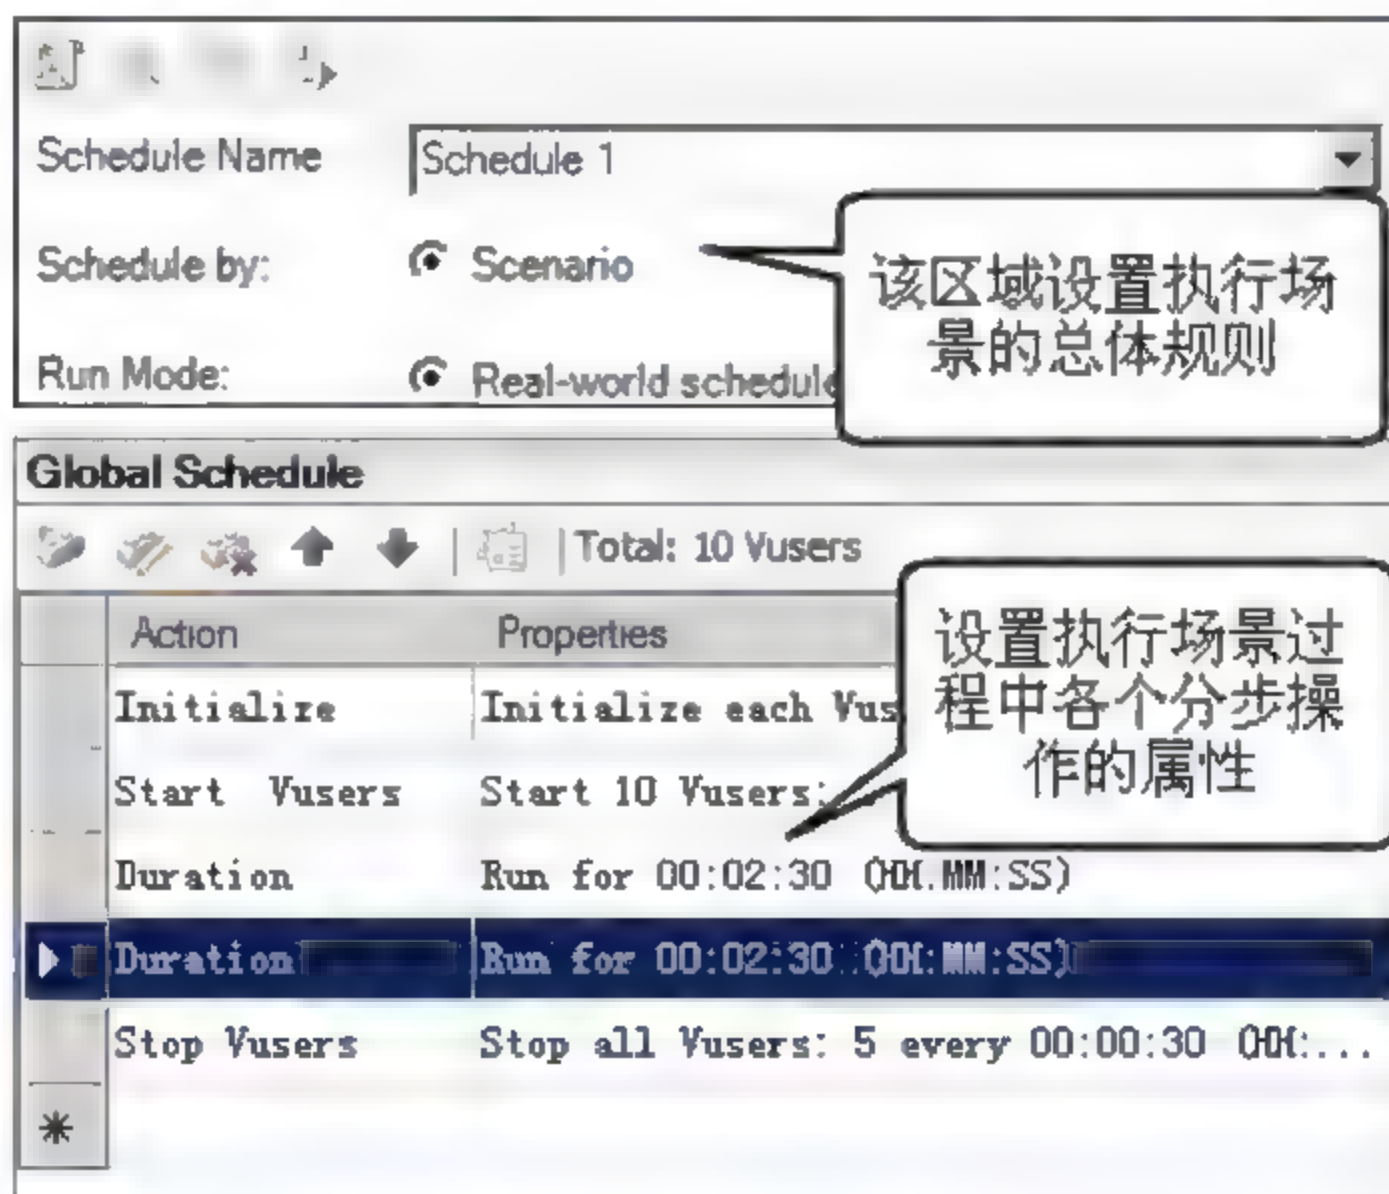 Schedule Name
Schedule 1
Schedule by:
Scenario
该区域设置执行场
景的总体规则
Run Mode:
Real-world schedule
Global Schedule
Total: 10 Vusers
Action
Properties
设置执行场景过
程中各个分步操
作的属性
Initialize
Initialize each Vus
Start Vusers
Start 10 Vusers:
Duration
Run for 00:02:30 (HH:MM:SS)
Duration
Run for 00:02:30 (HH:MM:SS)
Stop Vusers
Stop all Vusers: 5 every 00:00:30 (HH:...
*